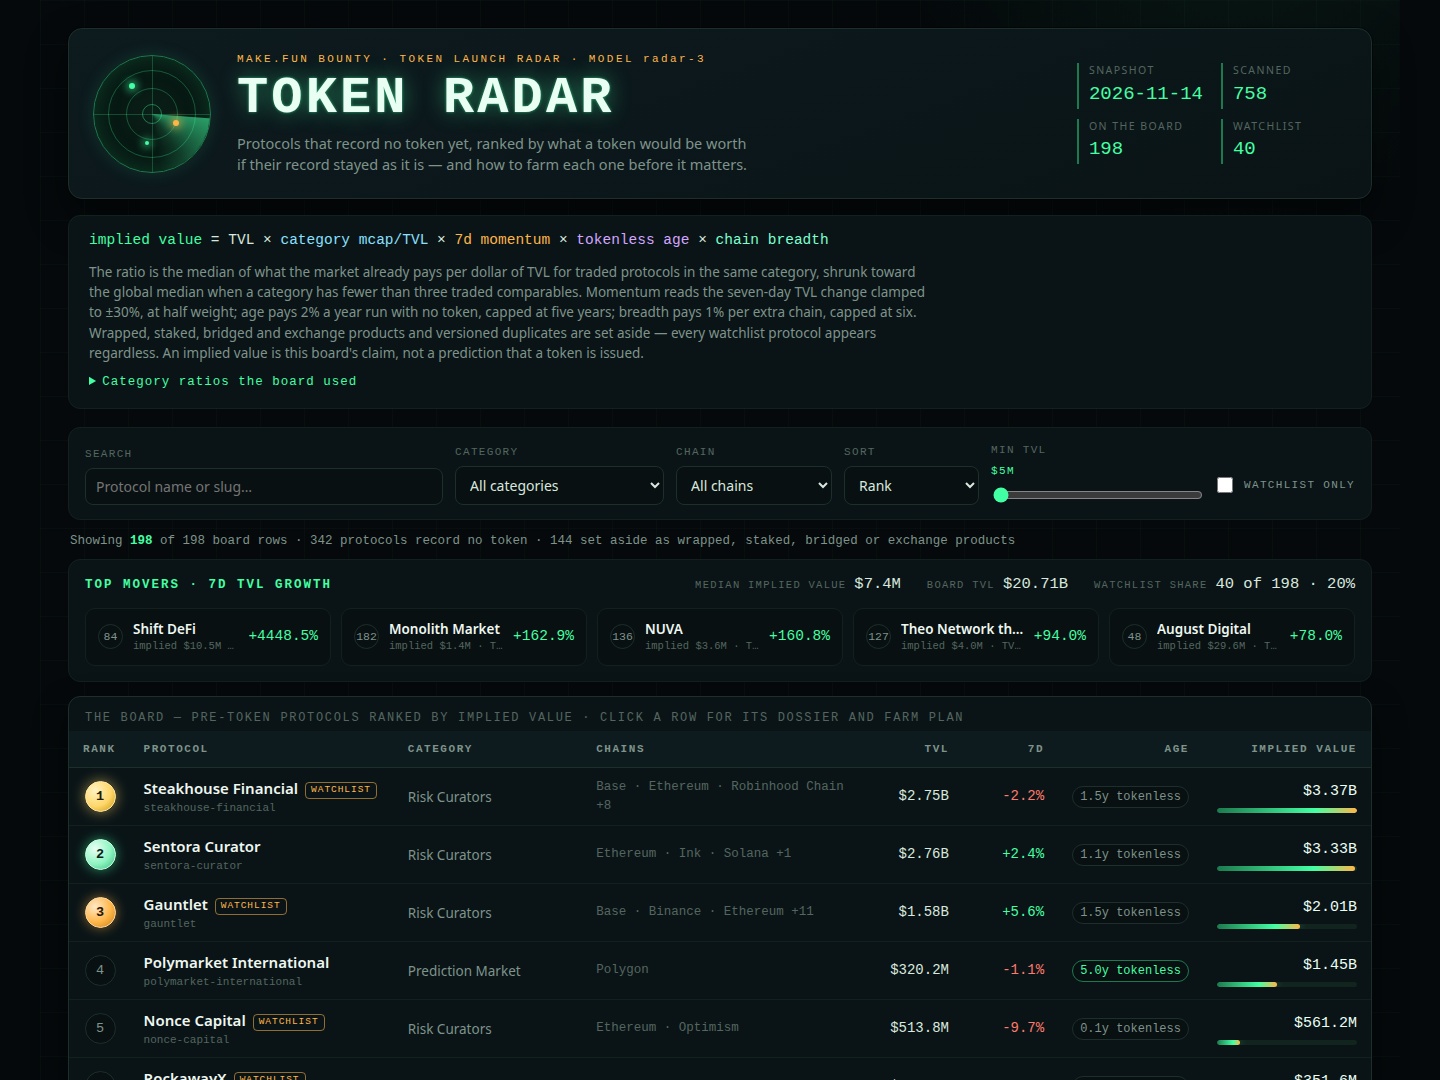 MAKE.FUN BOUNTY · TOKEN LAUNCH RADAR · MODEL radar-3
TOKEN RADAR
Protocols that record no token yet, ranked by what a token would be worth
if their record stayed as it is — and how to farm each one before it matters.
SNAPSHOT
2026-11-14
SCANNED
758
ON THE BOARD
198
WATCHLIST
40
implied value = TVL × category mcap/TVL × 7d momentum × tokenless age × chain breadth
The ratio is the median of what the market already pays per dollar of TVL for traded protocols in the same category, shrunk toward
the global median when a category has fewer than three traded comparables. Momentum reads the seven-day TVL change clamped
to ±30%, at half weight; age pays 2% a year run with no token, capped at five years; breadth pays 1% per extra chain, capped at six.
Wrapped, staked, bridged and exchange products and versioned duplicates are set aside — every watchlist protocol appears
regardless. An implied value is this board's claim, not a prediction that a token is issued.
Category ratios the board used
SEARCH
Protocol name or slug...
CATEGORY
All categories
CHAIN
All chains
SORT
Rank
MIN TVL
$5M
WATCHLIST ONLY
Showing 198 of 198 board rows · 342 protocols record no token · 144 set aside as wrapped, staked, bridged or exchange products
TOP MOVERS · 7D TVL GROWTH
MEDIAN IMPLIED VALUE $7.4M
BOARD TVL $20.71B
WATCHLIST SHARE 40 of 198 · 20%
84 Shift DeFi +4448.5%
implied $10.5M …
182 Monolith Market +162.9%
implied $1.4M · T…
136 NUVA +160.8%
implied $3.6M · T…
127 Theo Network th… +94.0%
implied $4.0M · TV…
48 August Digital +78.0%
implied $29.6M · T…
THE BOARD — PRE-TOKEN PROTOCOLS RANKED BY IMPLIED VALUE · CLICK A ROW FOR ITS DOSSIER AND FARM PLAN
RANK PROTOCOL CATEGORY CHAINS TVL 7D AGE IMPLIED VALUE
1 Steakhouse Financial WATCHLIST Risk Curators Base · Ethereum · Robinhood Chain +8 $2.75B -2.2% 1.5y tokenless $3.37B
steakhouse-financial
2 Sentora Curator Risk Curators Ethereum · Ink · Solana +1 $2.76B +2.4% 1.1y tokenless $3.33B
sentora-curator
3 Gauntlet WATCHLIST Risk Curators Base · Binance · Ethereum +11 $1.58B +5.6% 1.5y tokenless $2.01B
gauntlet
4 Polymarket International Prediction Market Polygon $320.2M -1.1% 5.0y tokenless $1.45B
polymarket-international
5 Nonce Capital WATCHLIST Risk Curators Ethereum · Optimism $513.8M -9.7% 0.1y tokenless $561.2M
nonce-capital
RockawayX WATCHLIST $351.6M